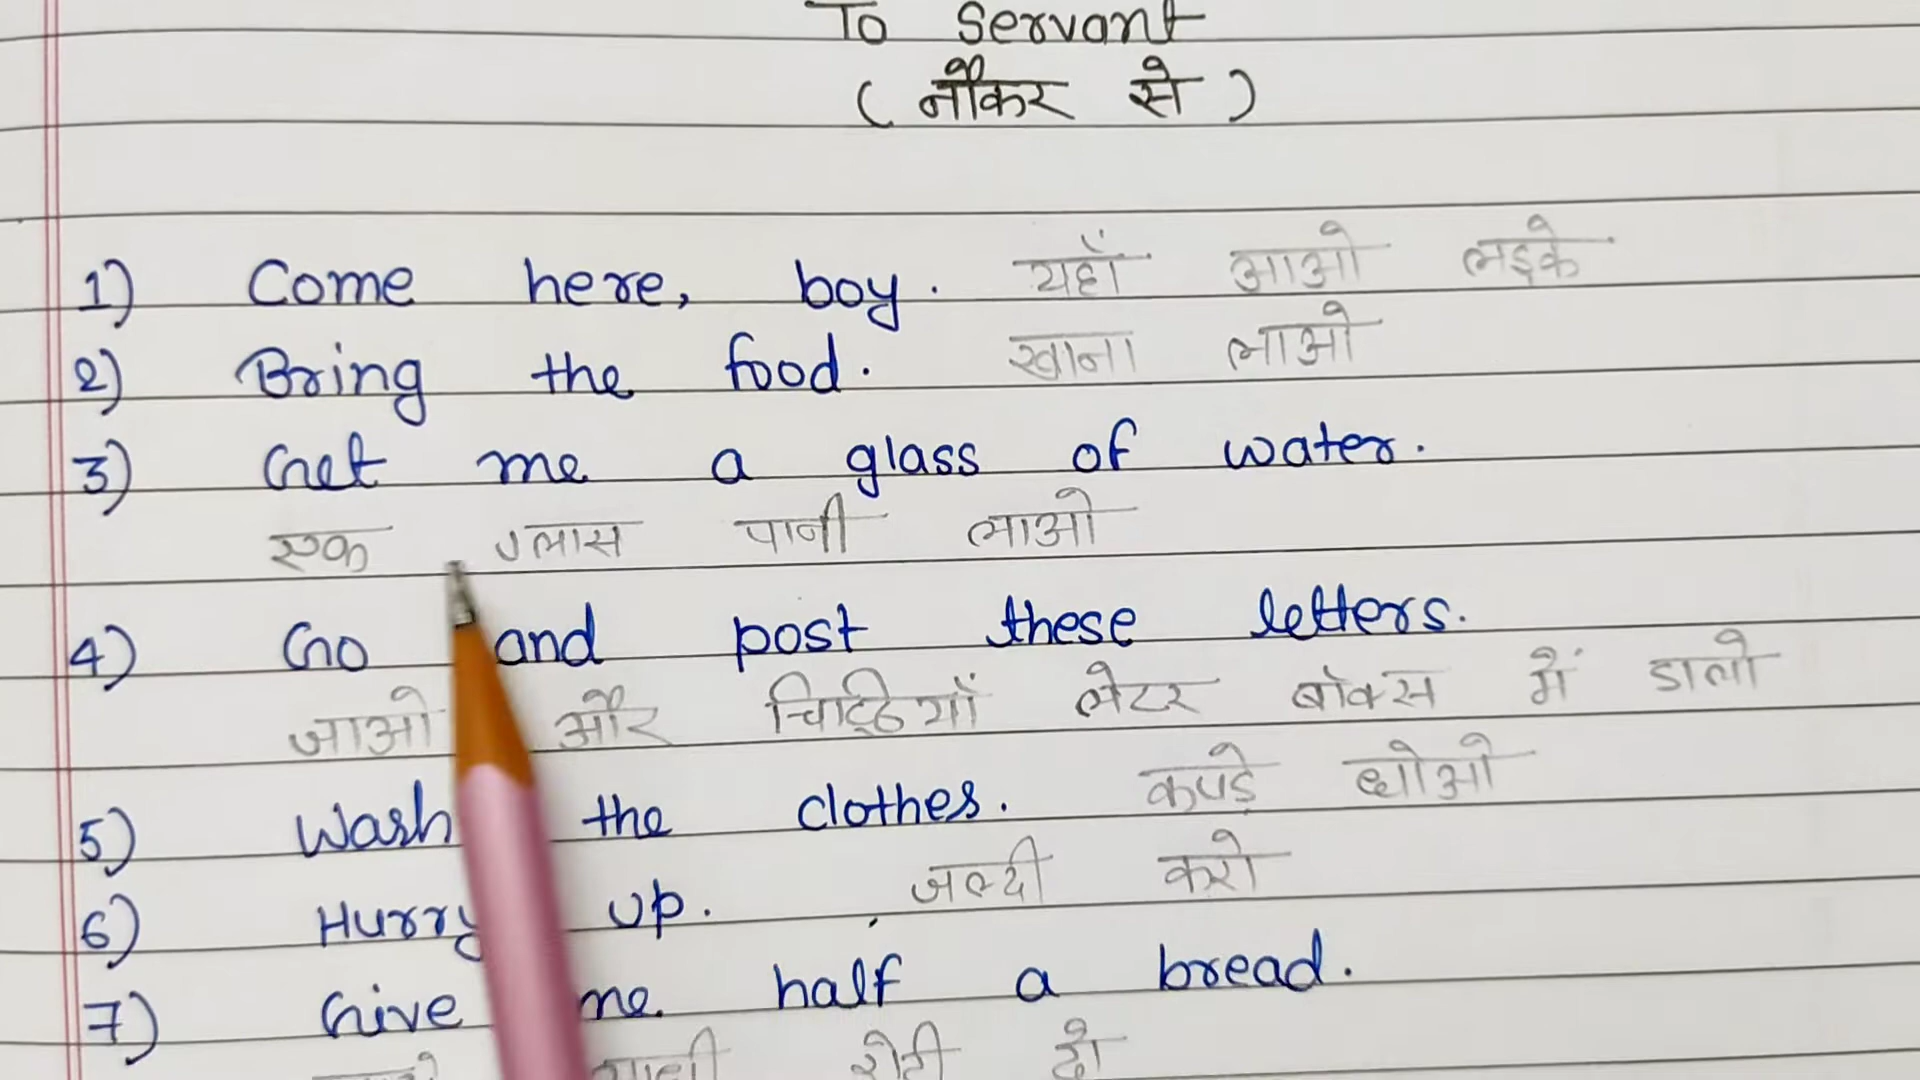 To Servant
(नौकर से)
1) Come here, boy. यहाँ आओ लड़के
2) Bring the food. खाना लाओ
3) Get me a glass of water.
एक ग्लास पानी लाओ
4) Go and post these letters.
जाओ और चिट्ठियाँ लेटर बॉक्स में डालो
5) Wash the clothes. कपड़े धोओ
6) Hurry up. जल्दी करो
7) Give me half a bread.
रोटी दो